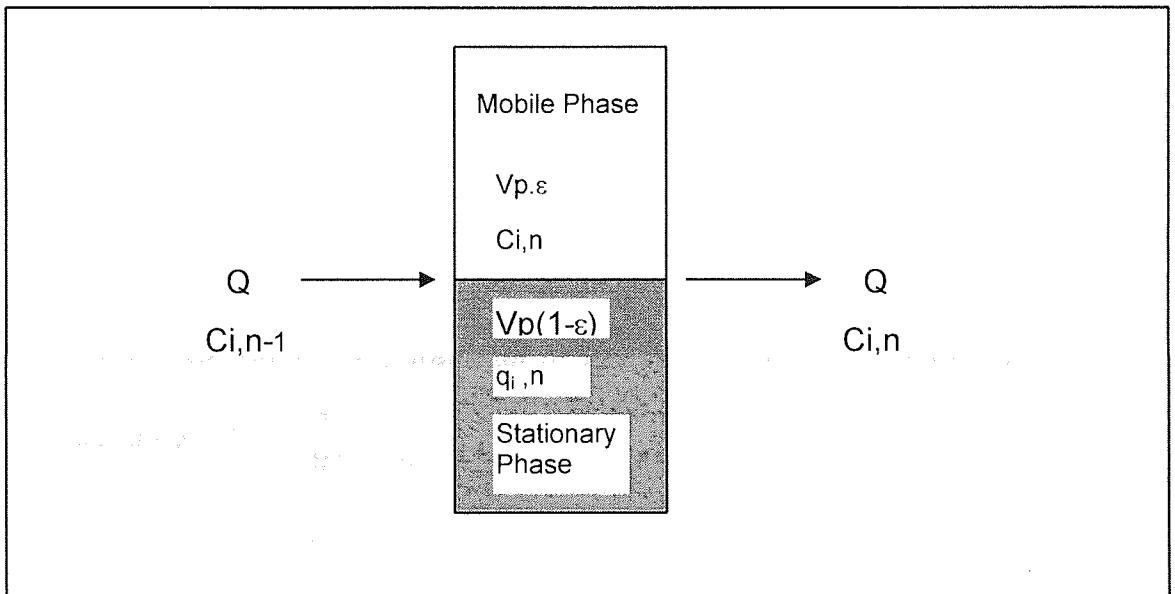 Mobile Phase
Vp.ε
Ci,n
Q
Ci,n-1
Vp(1-ε)
qᵢ ,n
Stationary
Phase
Q
Ci,n